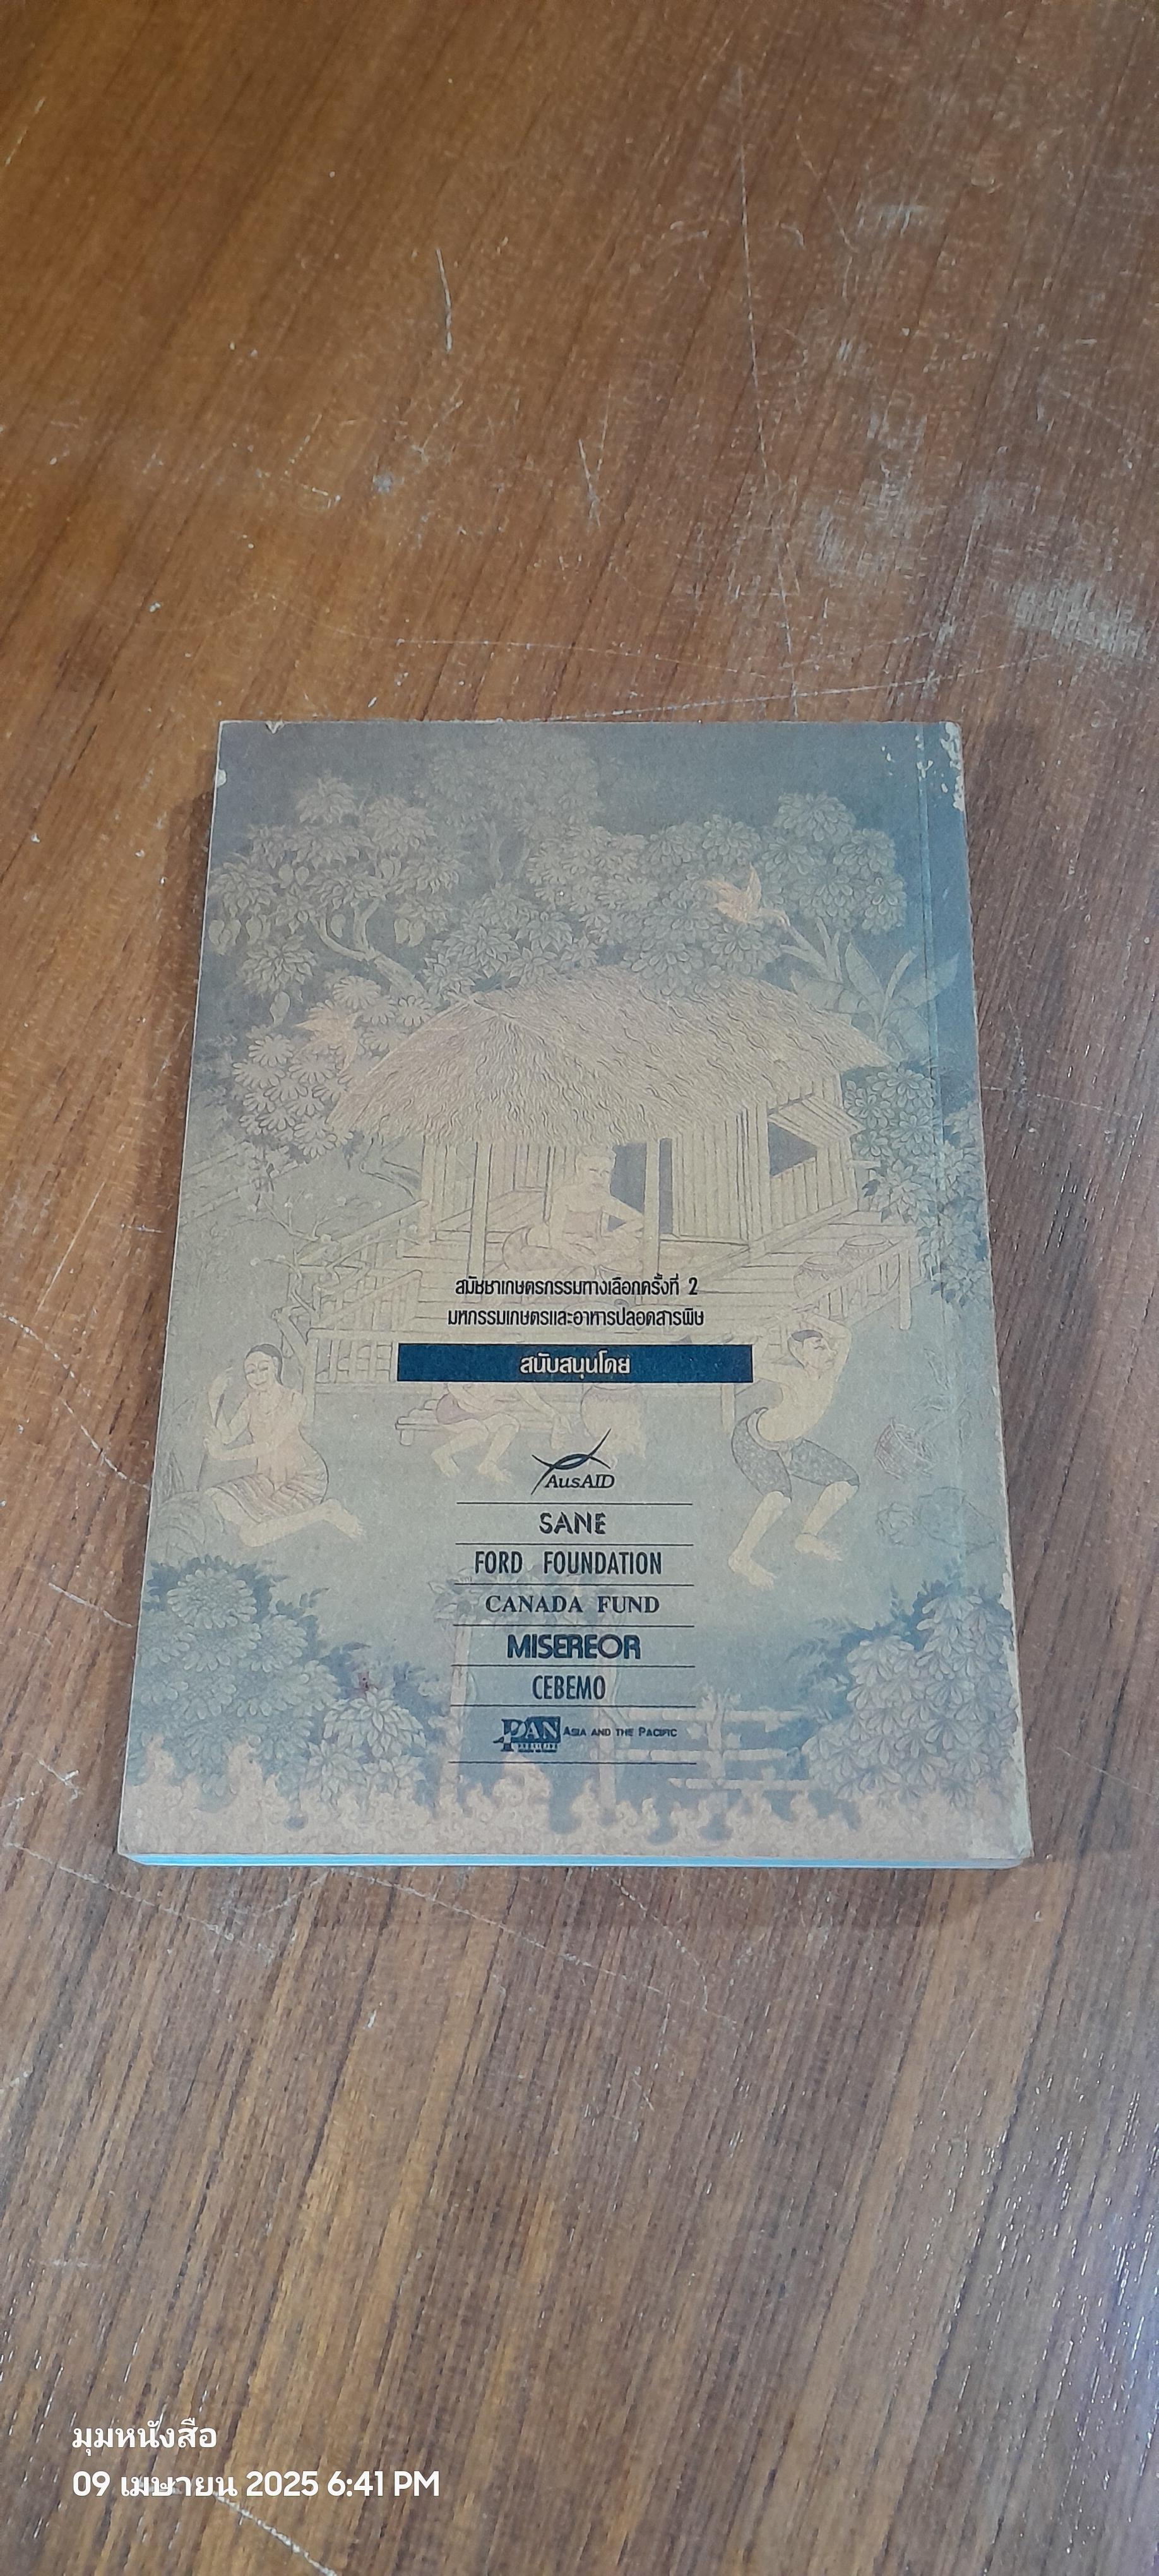 สมัชชาเกษตรกรรมทางเลือกครั้งที่ 2
มหกรรมเกษตรและอาหารปลอดสารพิษ
สนับสนุนโดย
AusAID
SANE
FORD FOUNDATION
CANADA FUND
MISEREOR
CEBEMO
PAN ASIA AND THE PACIFIC
มุมหนังสือ
09 เมษายน 2025 6:41 PM